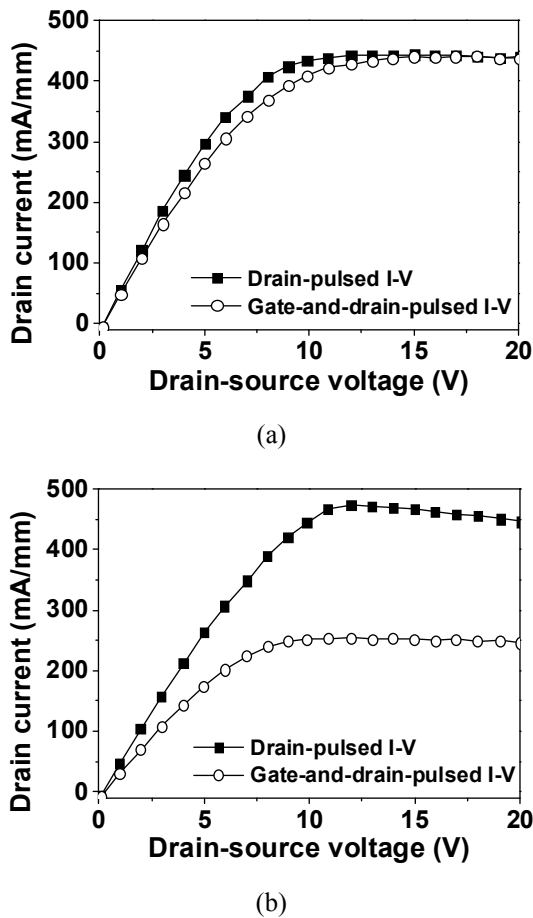 500
400
300
200
100
0
Drain current (mA/mm)
Drain-pulsed I-V
Gate-and-drain-pulsed I-V
0 5 10 15 20
Drain-source voltage (V)
(a)
500
400
300
200
100
0
Drain current (mA/mm)
Drain-pulsed I-V
Gate-and-drain-pulsed I-V
0 5 10 15 20
Drain-source voltage (V)
(b)